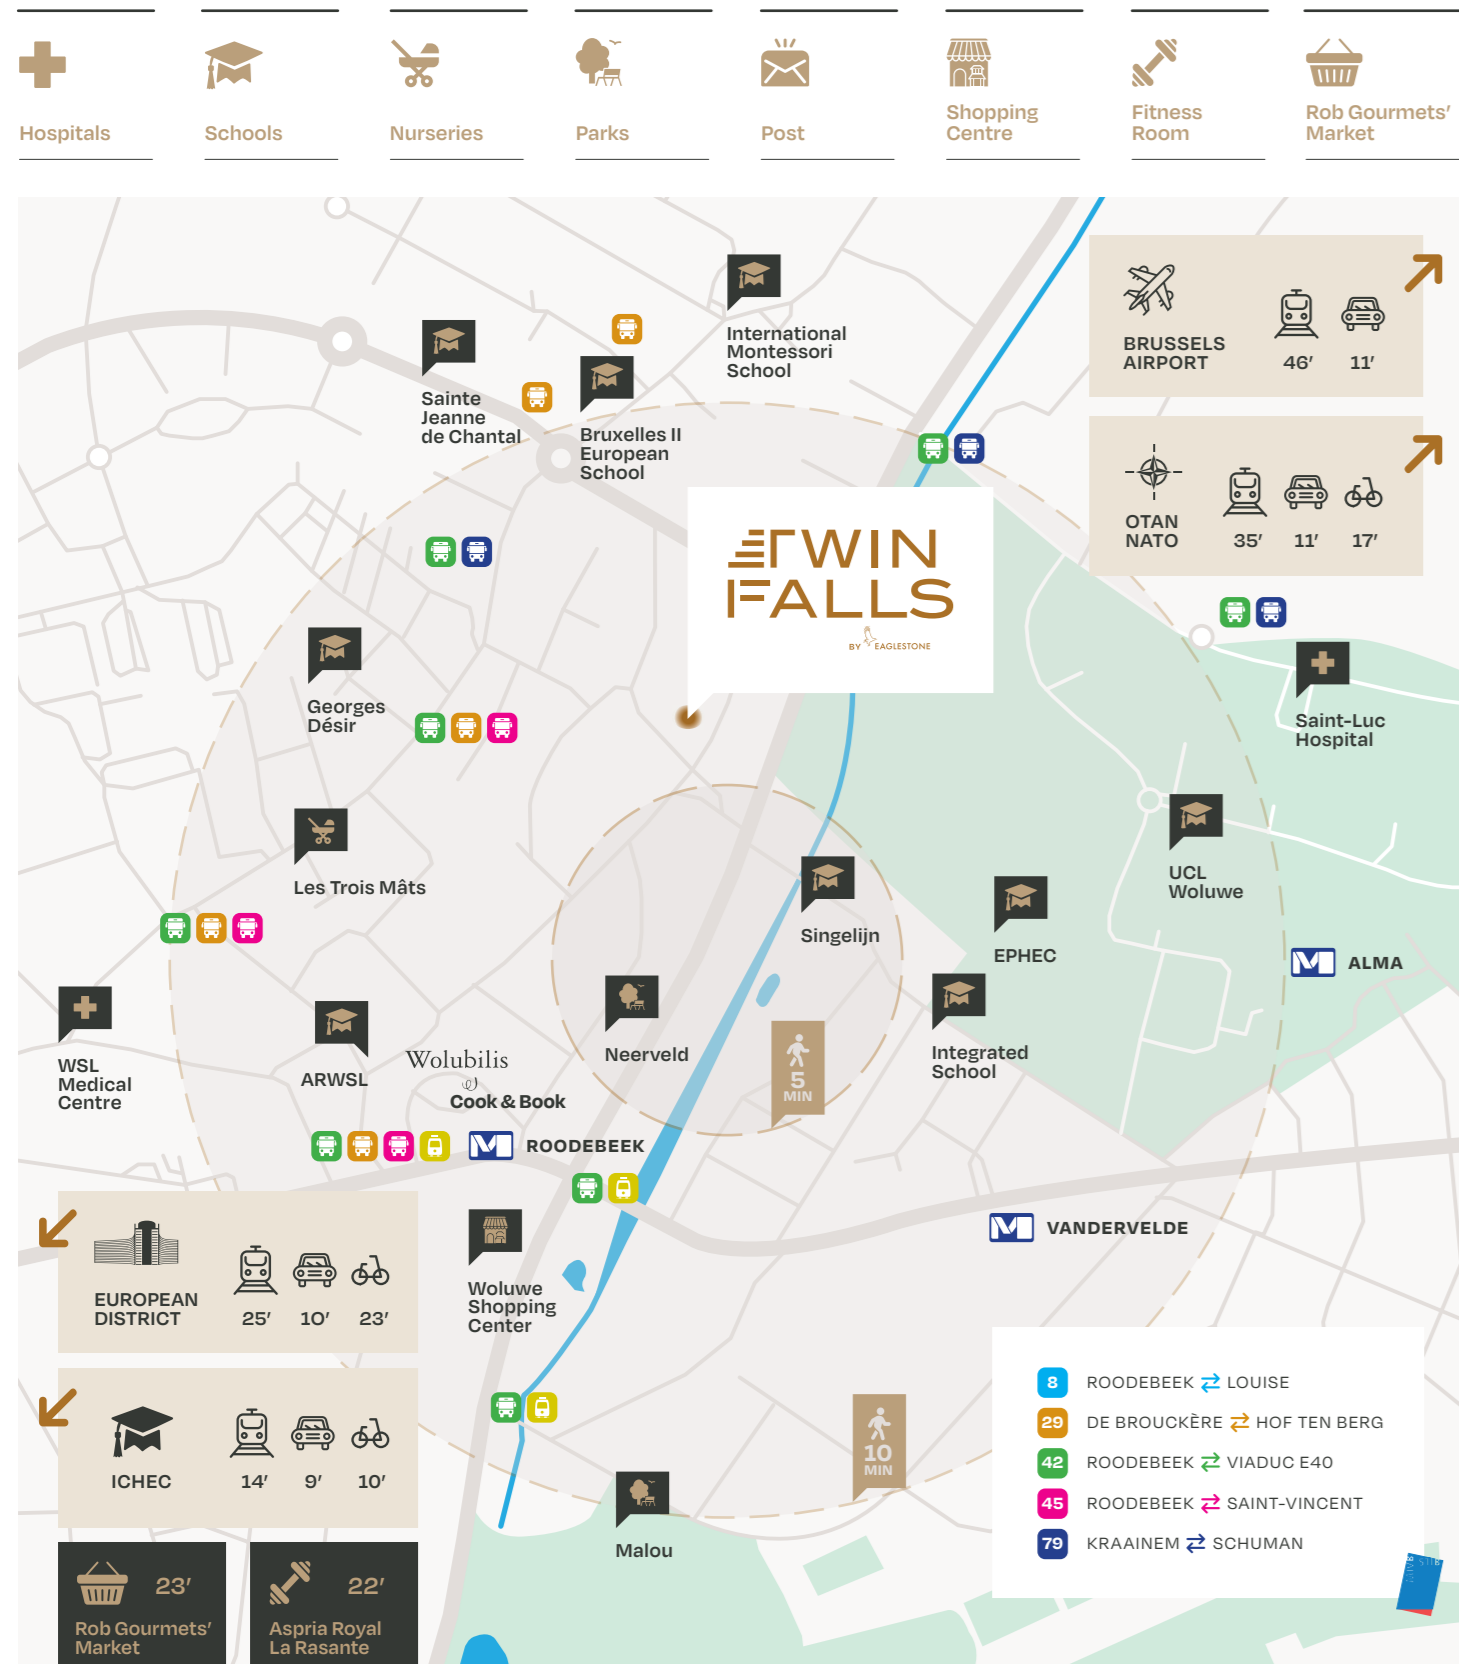 Hospitals
Schools
Nurseries
Parks
Post
Shopping
Centre
Fitness
Room
Rob Gourmets'
Market
International
Montessori
School
Sainte
Jeanne
de Chantal
Bruxelles II
European
School
BRUSSELS
AIRPORT
46'
11'
OTAN
NATO
35'
11'
17'
TWIN
FALLS
BY EAGLESTONE
Georges
Désir
Saint-Luc
Hospital
Les Trois Mâts
UCL
Woluwe
Singelijn
EPHEC
ALMA
WSL
Medical
Centre
ARWSL
Wolubilis
Cook & Book
Neerveld
5
MIN
Integrated
School
ROODEBEEK
VANDERVELDE
EUROPEAN
DISTRICT
25'
10'
23'
Woluwe
Shopping
Center
ICHEC
14'
9'
10'
10
MIN
Malou
8 ROODEBEEK ⇄ LOUISE
29 DE BROUCKÈRE ⇄ HOF TEN BERG
42 ROODEBEEK ⇄ VIADUC E40
45 ROODEBEEK ⇄ SAINT-VINCENT
79 KRAAINEM ⇄ SCHUMAN
23'
Rob Gourmets'
Market
22'
Aspria Royal
La Rasante